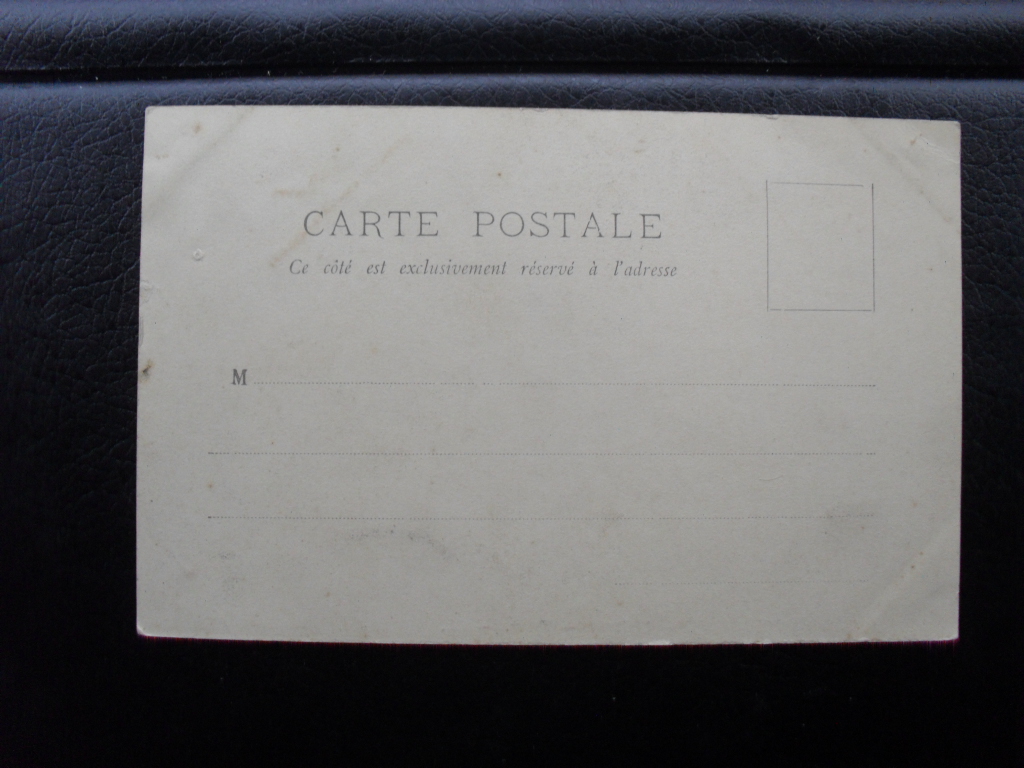 CARTE POSTALE
Ce côté est exclusivement réservé à l'adresse
M